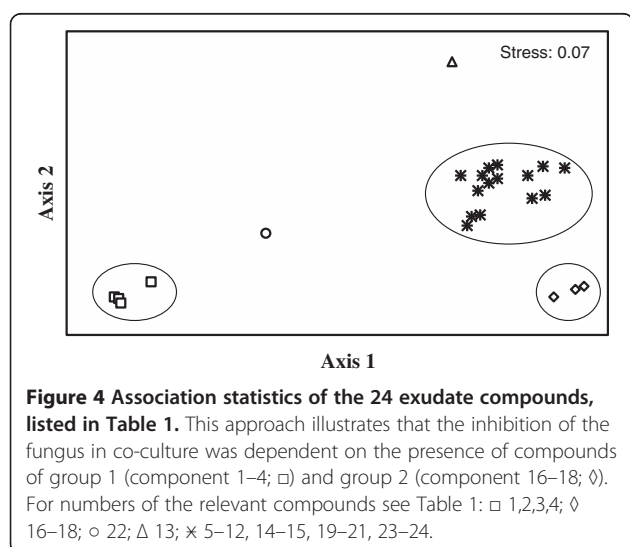 Stress: 0.07
Axis 2
Axis 1
Figure 4 Association statistics of the 24 exudate compounds,
listed in Table 1. This approach illustrates that the inhibition of the
fungus in co-culture was dependent on the presence of compounds
of group 1 (component 1–4; □) and group 2 (component 16–18; ◊).
For numbers of the relevant compounds see Table 1: □ 1,2,3,4; ◊
16–18; ○ 22; Δ 13; ⚹ 5–12, 14–15, 19–21, 23–24.